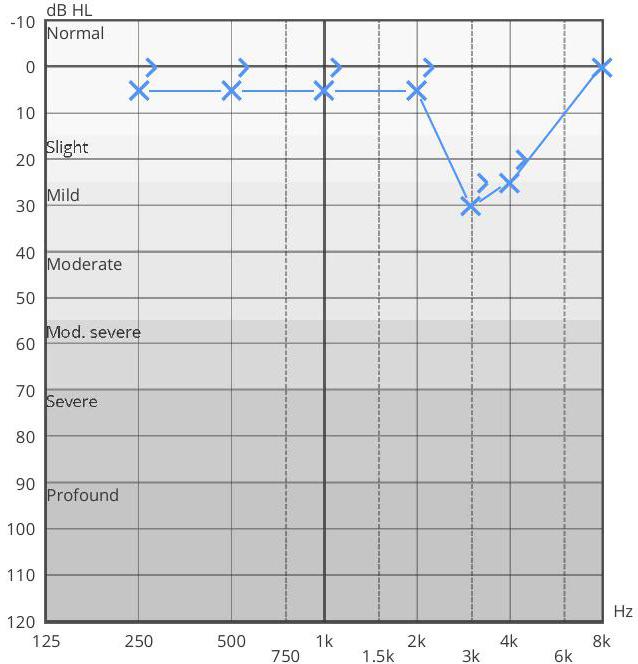 dB HL
-10
Normal
0
10
Slight
20
Mild
30
40
Moderate
50
Mod. severe
60
70
Severe
80
90
Profound
100
110
120
Hz
125 250 500 1k 2k 4k 8k
750 1.5k 3k 6k